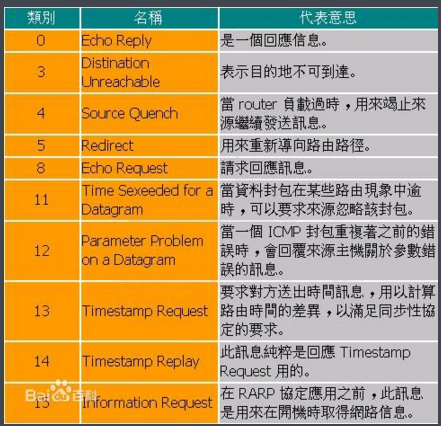 類別 名稱 代表意思
0 Echo Reply 是一個回應信息。
3 Distination
Unreachable 表示目的地不可到達。
4 Source Quench 當 router 負載過時,用來竭止來
源繼續發送訊息。
5 Redirect 用來重新導向路由路徑。
8 Echo Request 請求回應訊息。
11 Time Sexeeded for a
Datagram 當資料封包在某些路由現象中逾
時,可以要求來源忽略該封包。
12 Parameter Problem
on a Datagram 當一個 ICMP 封包重複著之前的錯
誤時,會回覆來源主機關於參數錯
誤的訊息。
13 Timestamp Request 要求對方送出時間訊息,用以計算
路由時間的差異,以滿足同步性協
定的要求。
14 Timestamp Replay 此訊息純粹是回應 Timestamp
Request 用的。
15 Information Request 在 RARP 協定應用之前,此訊息
是用來在開機時取得網路信息。
Bai 百科